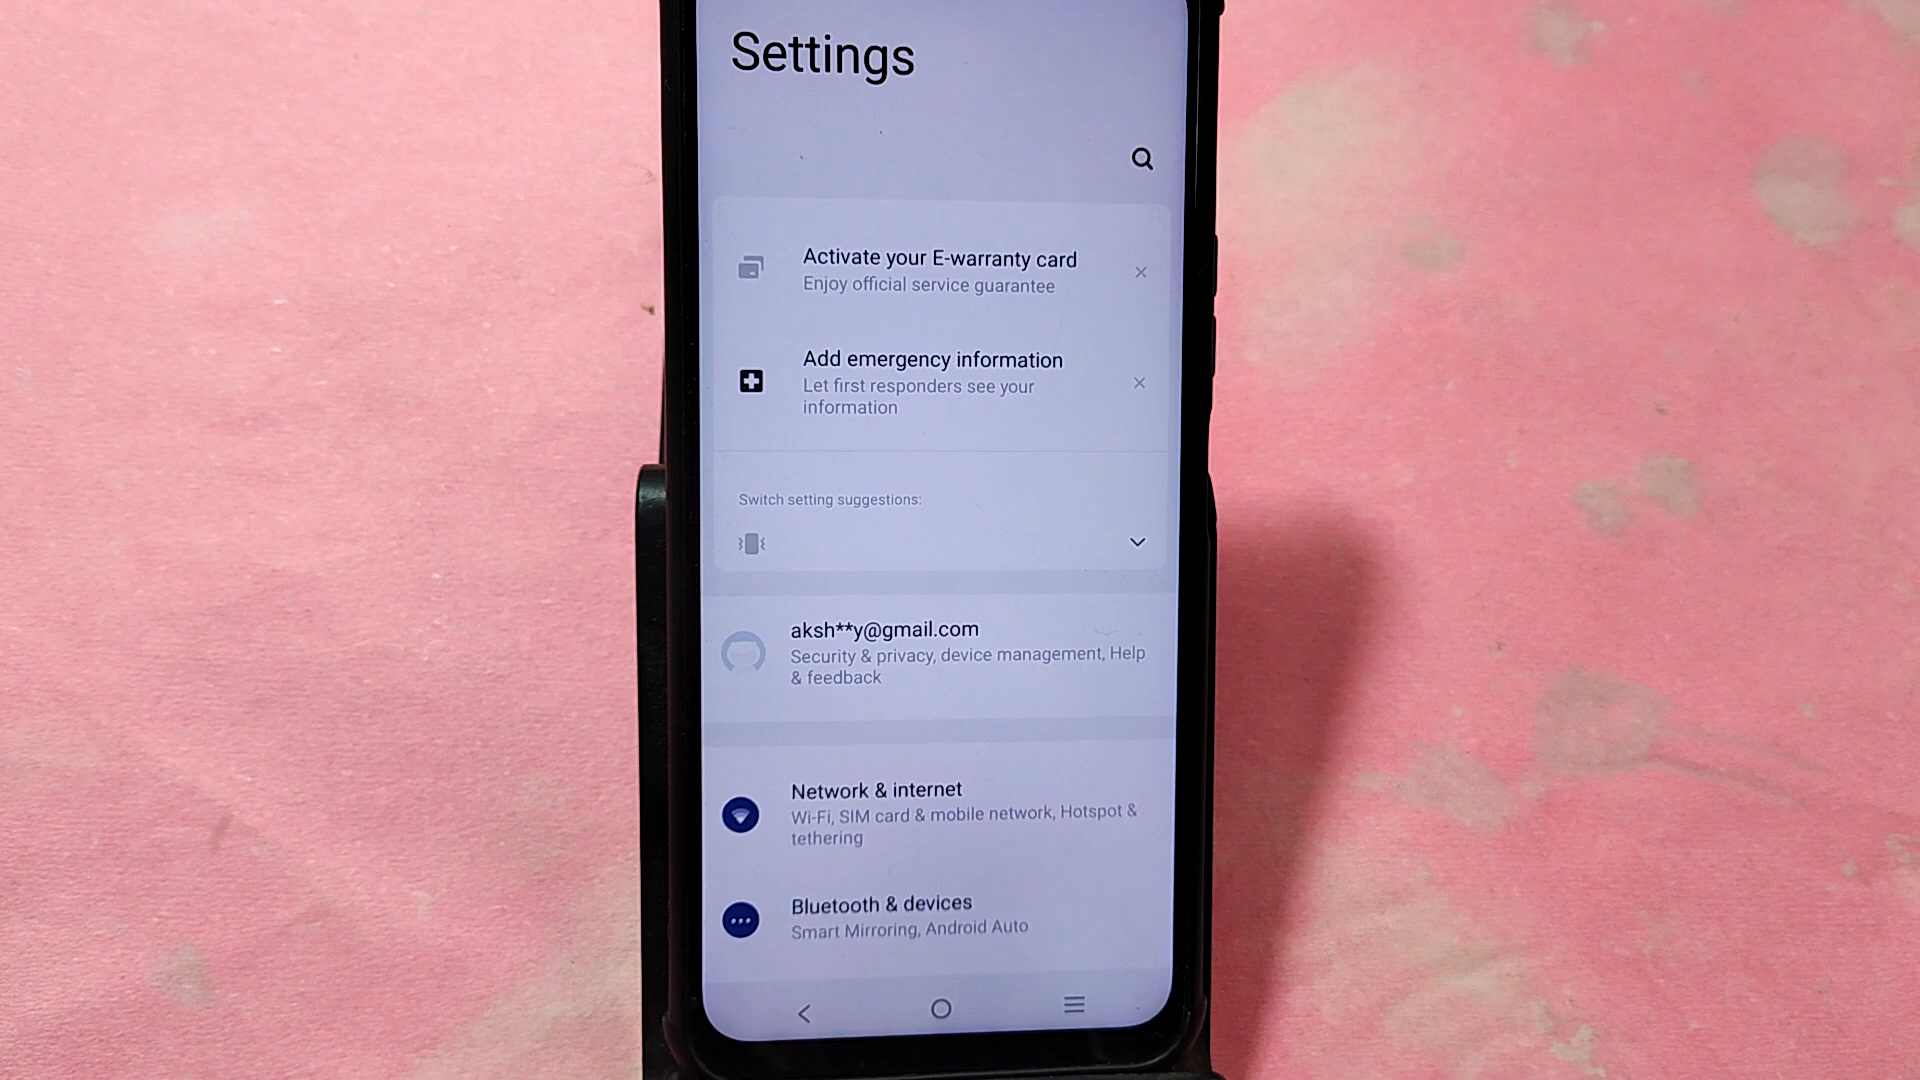 Settings
Activate your E-warranty card
Enjoy official service guarantee
Add emergency information
Let first responders see your
information
Switch setting suggestions:
aksh**y@gmail.com
Security & privacy, device management, Help
& feedback
Network & internet
Wi-Fi, SIM card & mobile network, Hotspot &
tethering
Bluetooth & devices
Smart Mirroring, Android Auto